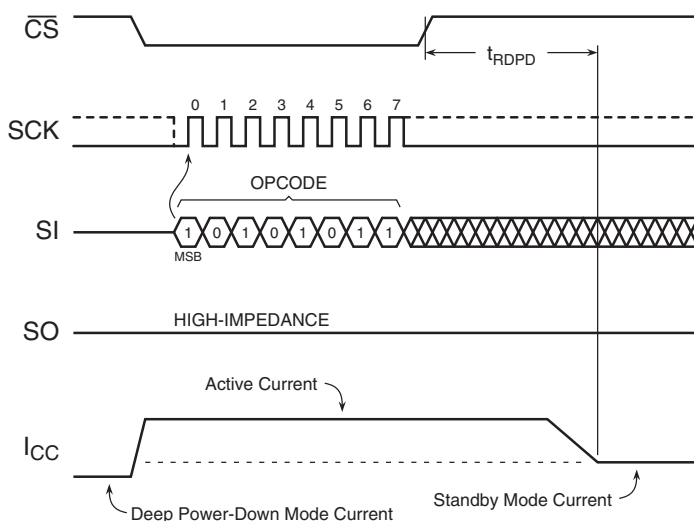 CS
tRDPD
0 1 2 3 4 5 6 7
SCK
OPCODE
SI
1 0 1 0 1 0 1 1
MSB
SO
HIGH-IMPEDANCE
Active Current
ICC
Standby Mode Current
Deep Power-Down Mode Current